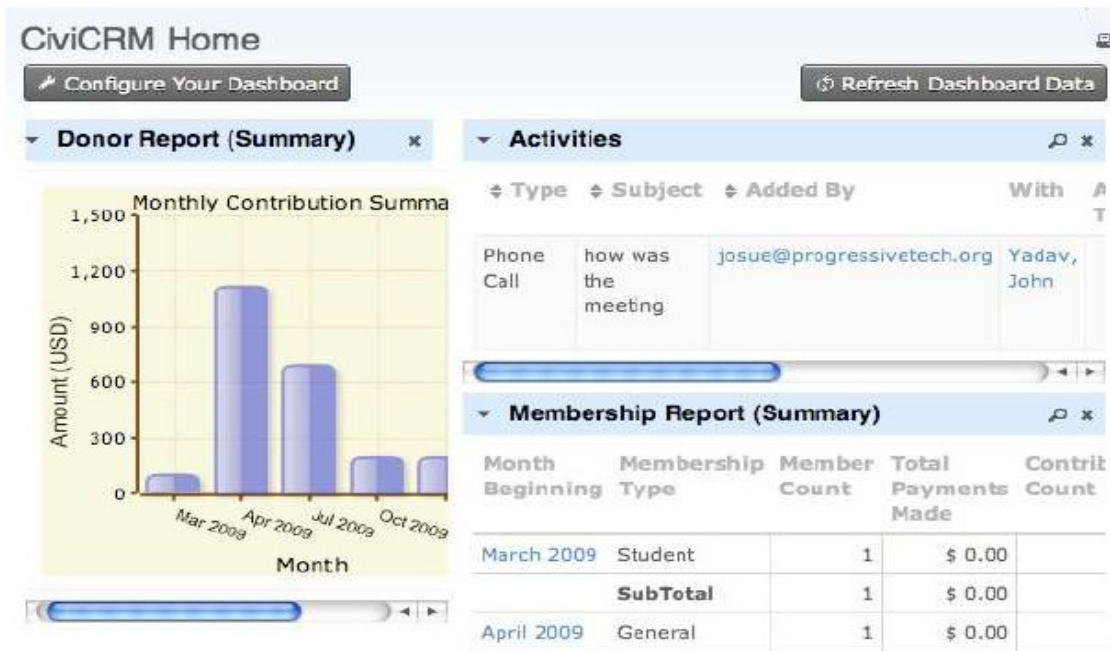 CiviCRM Home
Configure Your Dashboard
Refresh Dashboard Data
Donor Report (Summary)
Monthly Contribution Summa
1,500
1,200
900
600
300
0
Amount (USD)
Mar 2009
Apr 2009
Jul 2009
Oct 2009
Month
Activities
Type Subject Added By With A
T
Phone how was josue@progressivetech.org Yadav,
Call the John
meeting
Membership Report (Summary)
Month Membership Member Total Contrib
Beginning Type Count Payments Count
Made
March 2009 Student 1 $ 0.00
SubTotal 1 $ 0.00
April 2009 General 1 $ 0.00